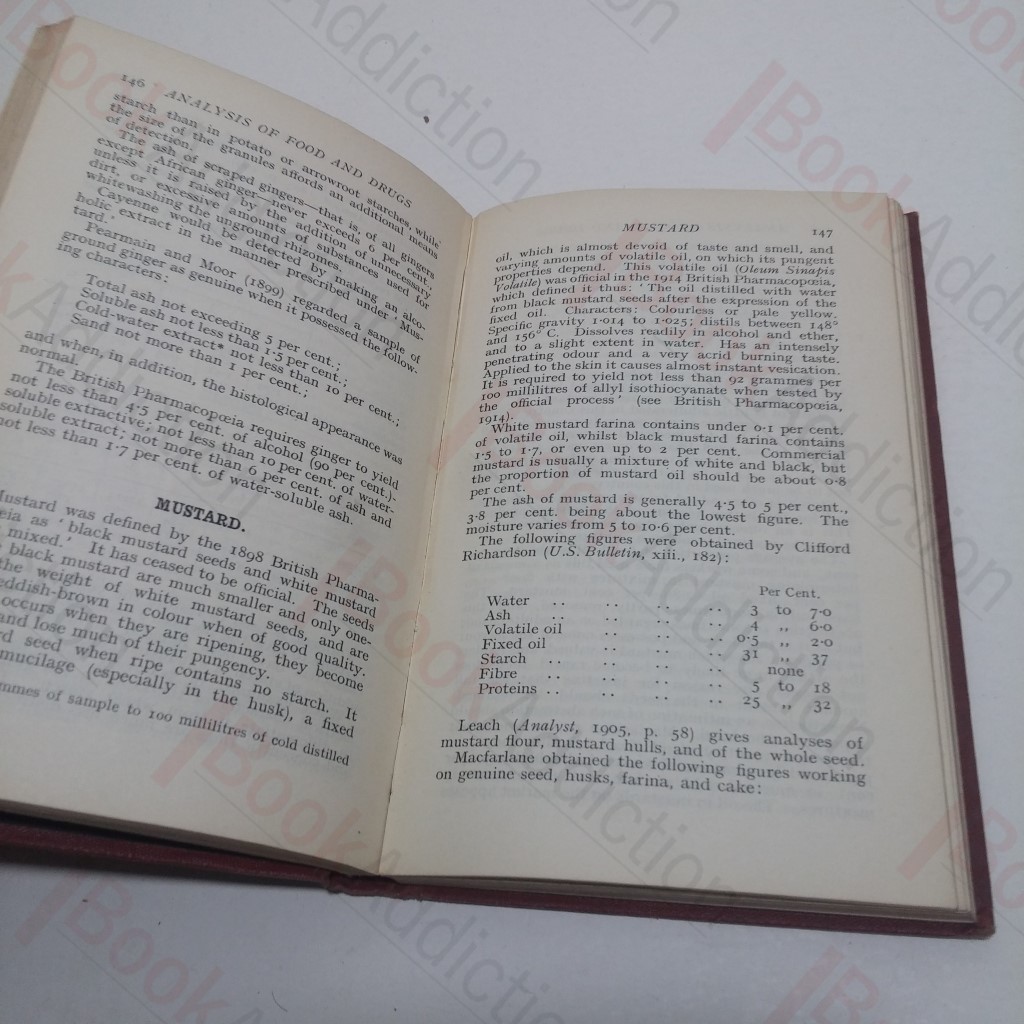 146 ANALYSIS OF FOOD AND DRUGS
starch than in potato or arrowroot starches, while
the size of the granules affords an additional means
of detection.
The ash of scraped gingers—that is, of all gingers
except African ginger—never exceeds 6 per cent.,
unless it is raised by the addition of unnecessary
dirt, or excessive amounts of substances used for
whitewashing the unground rhizomes.
Cayenne would be detected by making an alco-
holic extract in the manner prescribed under 'Mus-
tard.'
Pearmain and Moor (1899) regarded a sample of
ground ginger as genuine when it possessed the follow-
ing characters:
Total ash not exceeding 5 per cent.;
Soluble ash not less than 1·5 per cent.;
Cold-water extract* not less than 10 per cent.;
Sand not more than 1 per cent.;
and when, in addition, the histological appearance was
normal.
The British Pharmacopœia requires ginger to yield
not less than 4·5 per cent. of alcohol (90 per cent.)-
soluble extractive; not less than 10 per cent. of water-
soluble extract; not more than 6 per cent. of ash and
not less than 1·7 per cent. of water-soluble ash.
MUSTARD.
Mustard was defined by the 1898 British Pharma-
eia as 'black mustard seeds and white mustard
mixed.' It has ceased to be official. The seeds
black mustard are much smaller and only one-
the weight of white mustard seeds, and are
eddish-brown in colour when of good quality.
occurs when they are ripening, they become
and lose much of their pungency.
rd seed when ripe contains no starch. It
mucilage (especially in the husk), a fixed
mmes of sample to 100 millilitres of cold distilled
MUSTARD 147
oil, which is almost devoid of taste and smell, and
varying amounts of volatile oil, on which its pungent
properties depend. This volatile oil (Oleum Sinapis
Volatile) was official in the 1914 British Pharmacopœia,
which defined it thus: 'The oil distilled with water
from black mustard seeds after the expression of the
fixed oil. Characters: Colourless or pale yellow.
Specific gravity 1·014 to 1·025; distils between 148°
and 156° C. Dissolves readily in alcohol and ether,
and to a slight extent in water. Has an intensely
penetrating odour and a very acrid burning taste.
Applied to the skin it causes almost instant vesication.
It is required to yield not less than 92 grammes per
100 millilitres of allyl isothiocyanate when tested by
the official process' (see British Pharmacopœia,
1914).
White mustard farina contains under 0·1 per cent.
of volatile oil, whilst black mustard farina contains
1·5 to 1·7, or even up to 2 per cent. Commercial
mustard is usually a mixture of white and black, but
the proportion of mustard oil should be about 0·8
per cent.
The ash of mustard is generally 4·5 to 5 per cent.,
3·8 per cent. being about the lowest figure. The
moisture varies from 5 to 10·6 per cent.
The following figures were obtained by Clifford
Richardson (U.S. Bulletin, xiii., 182):
Per Cent.
Water .. .. .. .. 3 to 7·0
Ash .. .. .. .. 4 ,, 6·0
Volatile oil .. .. .. 0·5 ,, 2·0
Fixed oil .. .. .. 31 ,, 37
Starch .. .. .. .. none
Fibre .. .. .. .. 5 to 18
Proteins .. .. .. .. 25 ,, 32
Leach (Analyst, 1905, p. 58) gives analyses of
mustard flour, mustard hulls, and of the whole seed.
Macfarlane obtained the following figures working
on genuine seed, husks, farina, and cake:
BookAddiction